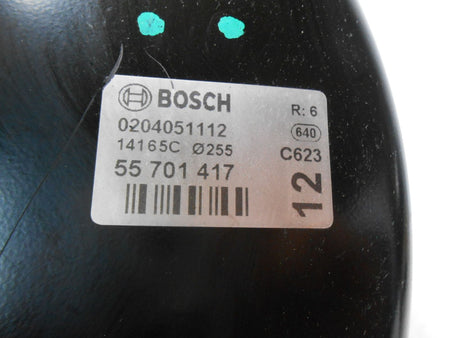 BOSCH R: 6
0204051112 640
14165C Ø255 C623
55 701 417 12